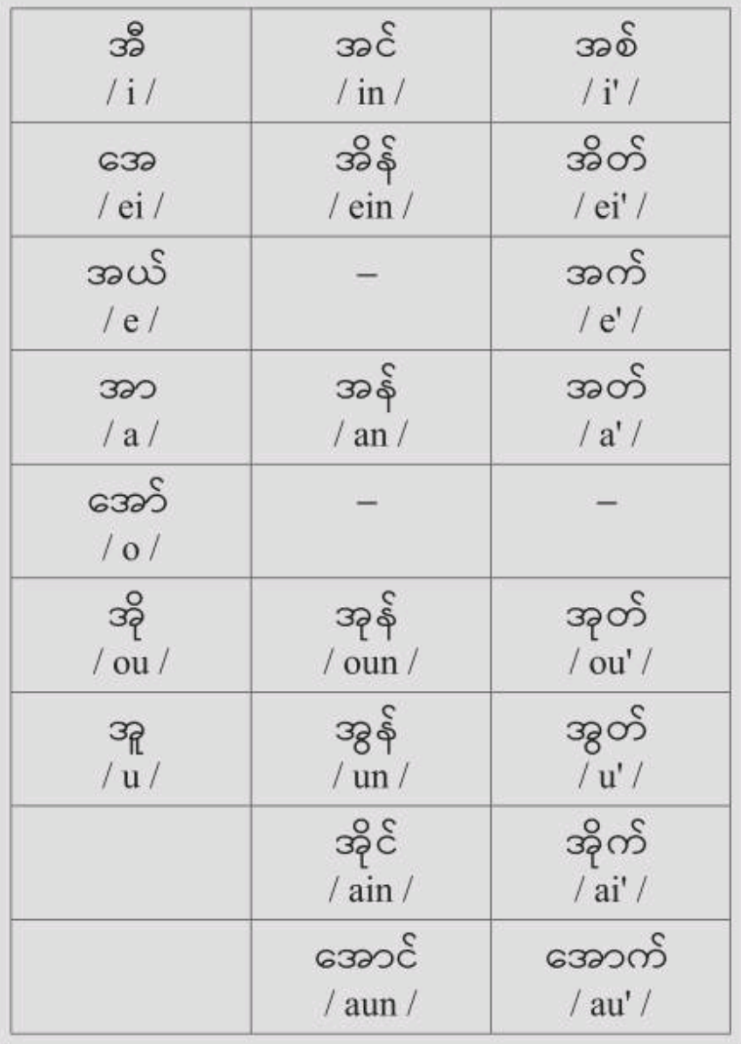 အီ အင် အစ်
/ i / / in / / i' /
အေ အိန် အိတ်
/ ei / / ein / / ei' /
အယ် – အက်
/ e / / e' /
အာ အန် အတ်
/ a / / an / / a' /
အော် – –
/ o /
အို အုန် အုတ်
/ ou / / oun / / ou' /
အူ အွန် အွတ်
/ u / / un / / u' /
အိုင် အိုက်
/ ain / / ai' /
အောင် အောက်
/ aun / / au' /